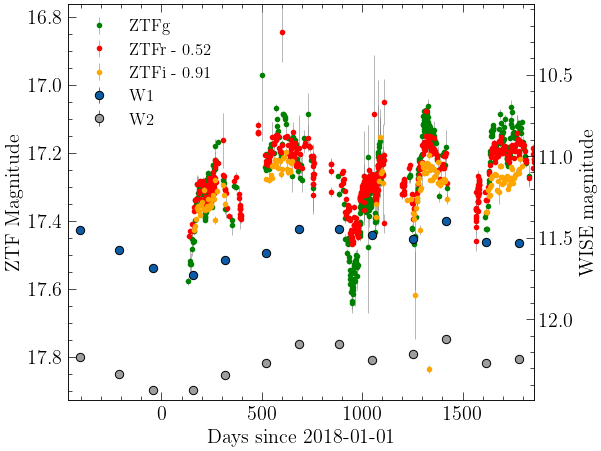 ZTFg
ZTFr - 0.52
ZTFi - 0.91
W1
W2
16.8
17.0
17.2
17.4
17.6
17.8
ZTF Magnitude
10.5
11.0
11.5
12.0
WISE magnitude
0
500
1000
1500
Days since 2018-01-01